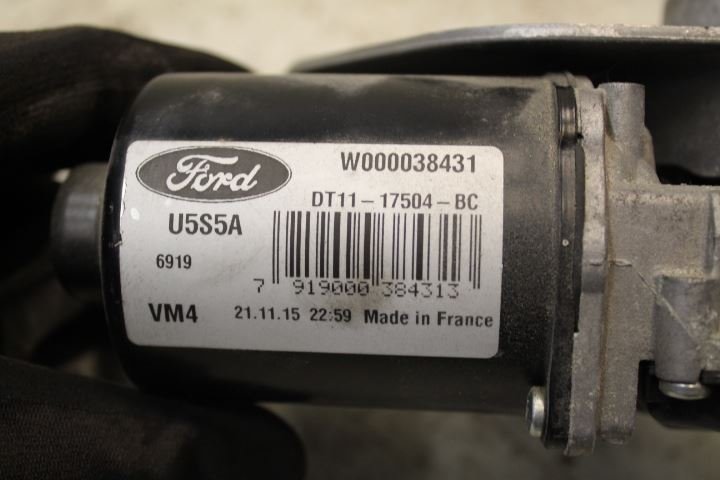 Ford
W000038431
DT11-17504-BC
U5S5A
6919
7 919000 384313
VM4 21.11.15 22:59 Made in France